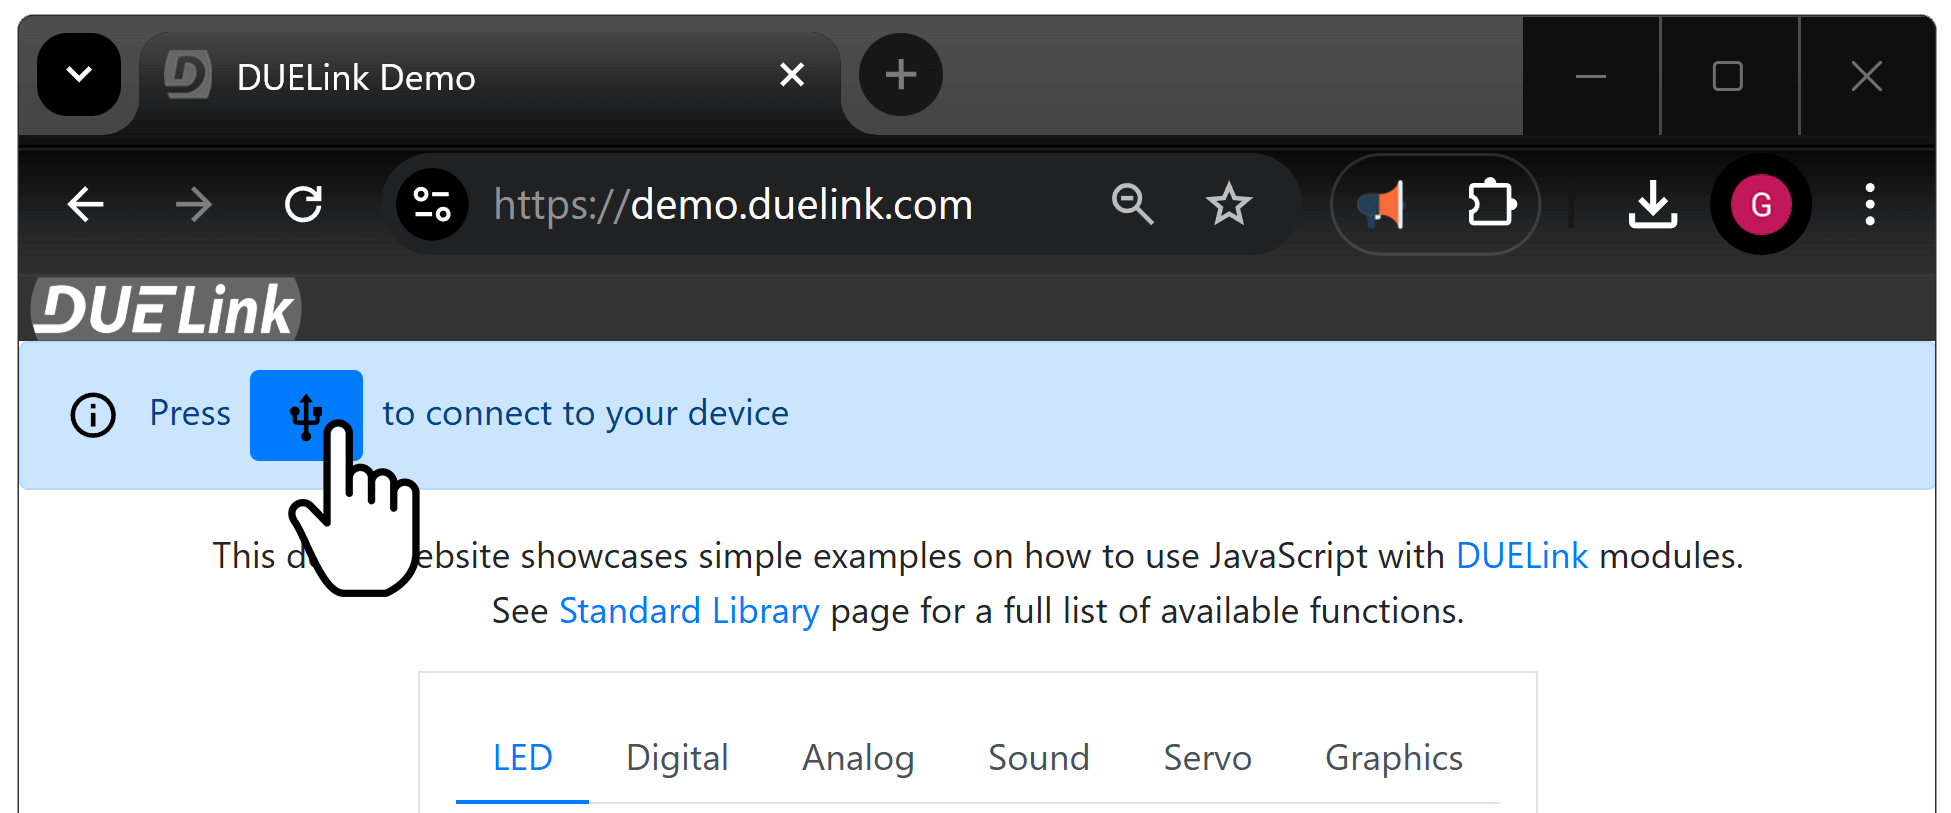 DUELink Demo
https://demo.duelink.com
G
DUELink
Press to connect to your device
This ebsite showcases simple examples on how to use JavaScript with DUELink modules.
See Standard Library page for a full list of available functions.
LED Digital Analog Sound Servo Graphics